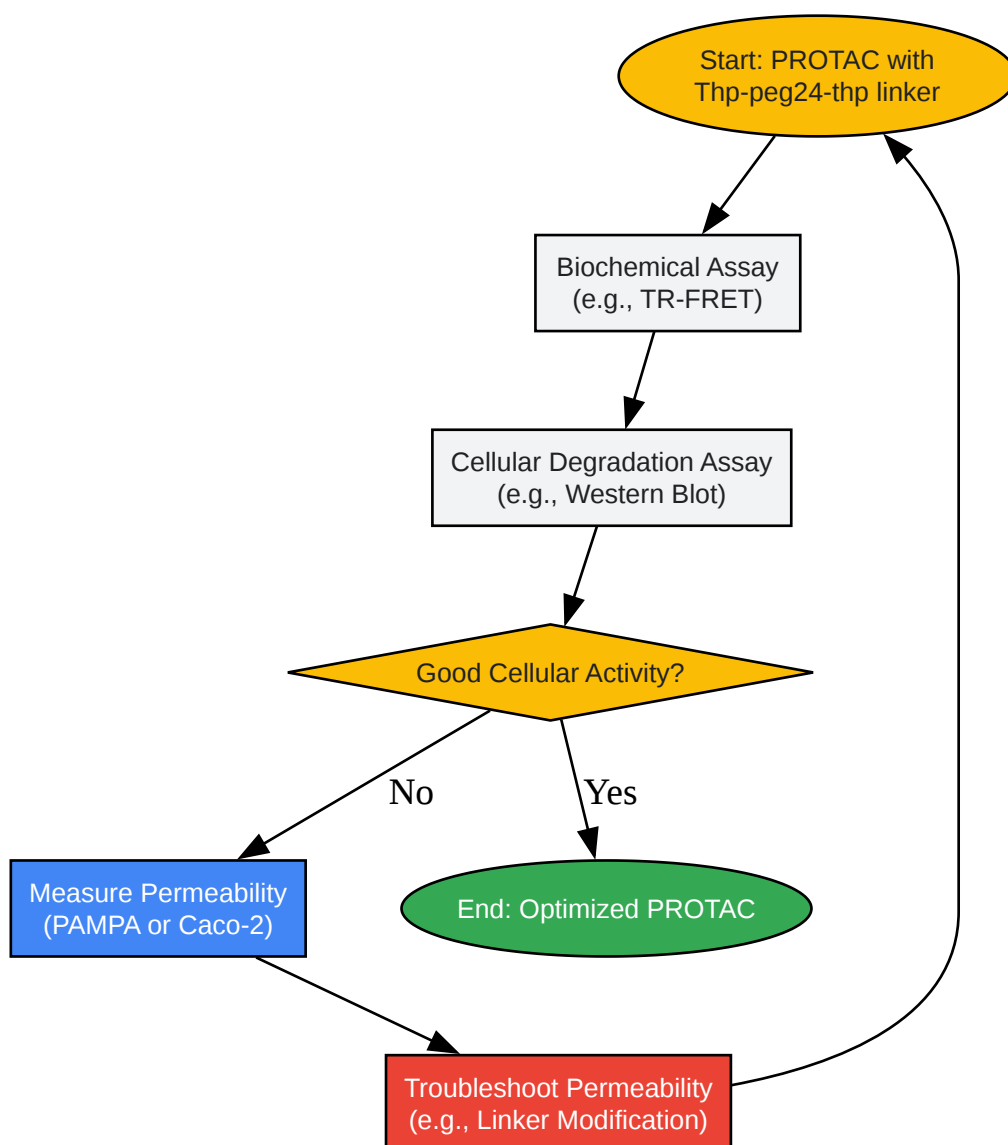 Start: PROTAC with
Thp-peg24-thp linker
Biochemical Assay
(e.g., TR-FRET)
Cellular Degradation Assay
(e.g., Western Blot)
Good Cellular Activity?
No
Yes
Measure Permeability
(PAMPA or Caco-2)
End: Optimized PROTAC
Troubleshoot Permeability
(e.g., Linker Modification)